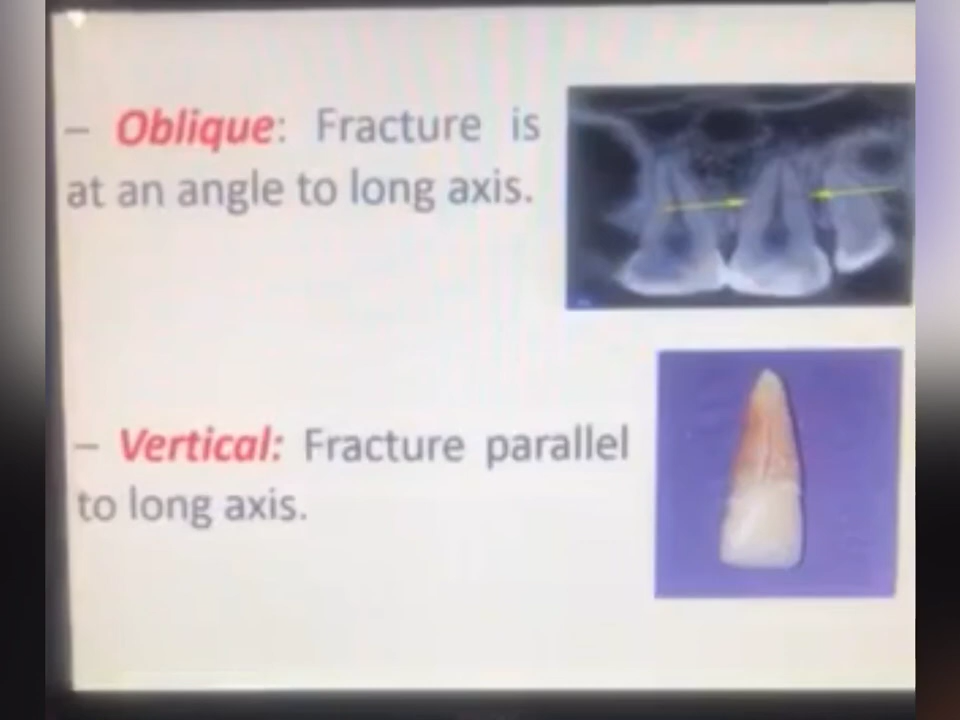 – Oblique: Fracture is
at an angle to long axis.
– Vertical: Fracture parallel
to long axis.